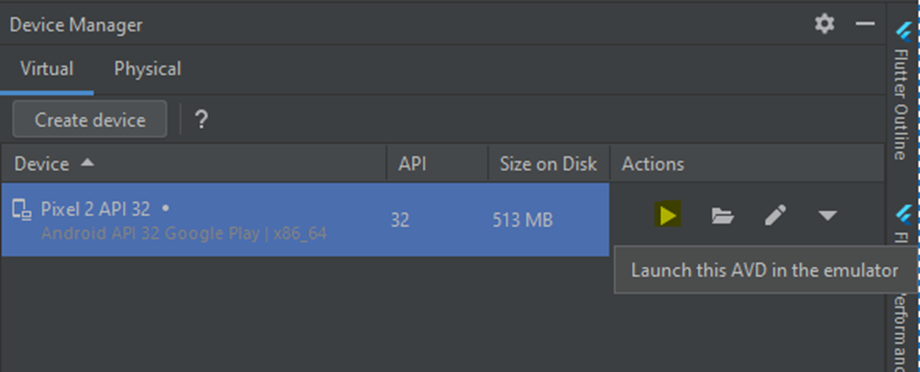 Device Manager
Virtual Physical
Create device ?
Device API Size on Disk Actions
Pixel 2 API 32 •
Android API 32 Google Play | x86_64
32 513 MB
Launch this AVD in the emulator
Flutter Outline